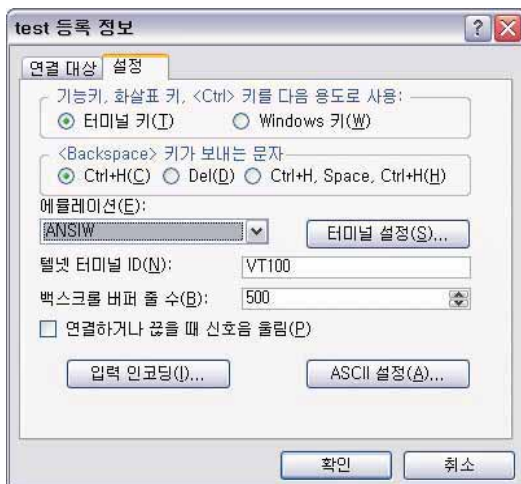 test 등록 정보
연결 대상 설정
기능키, 화살표 키, <Ctrl> 키를 다음 용도로 사용:
터미널 키(T) Windows 키(W)
<Backspace> 키가 보내는 문자
Ctrl+H(C) Del(D) Ctrl+H, Space, Ctrl+H(H)
에뮬레이션(E):
ANSIW 터미널 설정(S)...
텔넷 터미널 ID(N): VT100
백스크롤 버퍼 줄 수(B): 500
연결하거나 끊을 때 신호음 울림(P)
입력 인코딩(I)... ASCII 설정(A)...
확인 취소